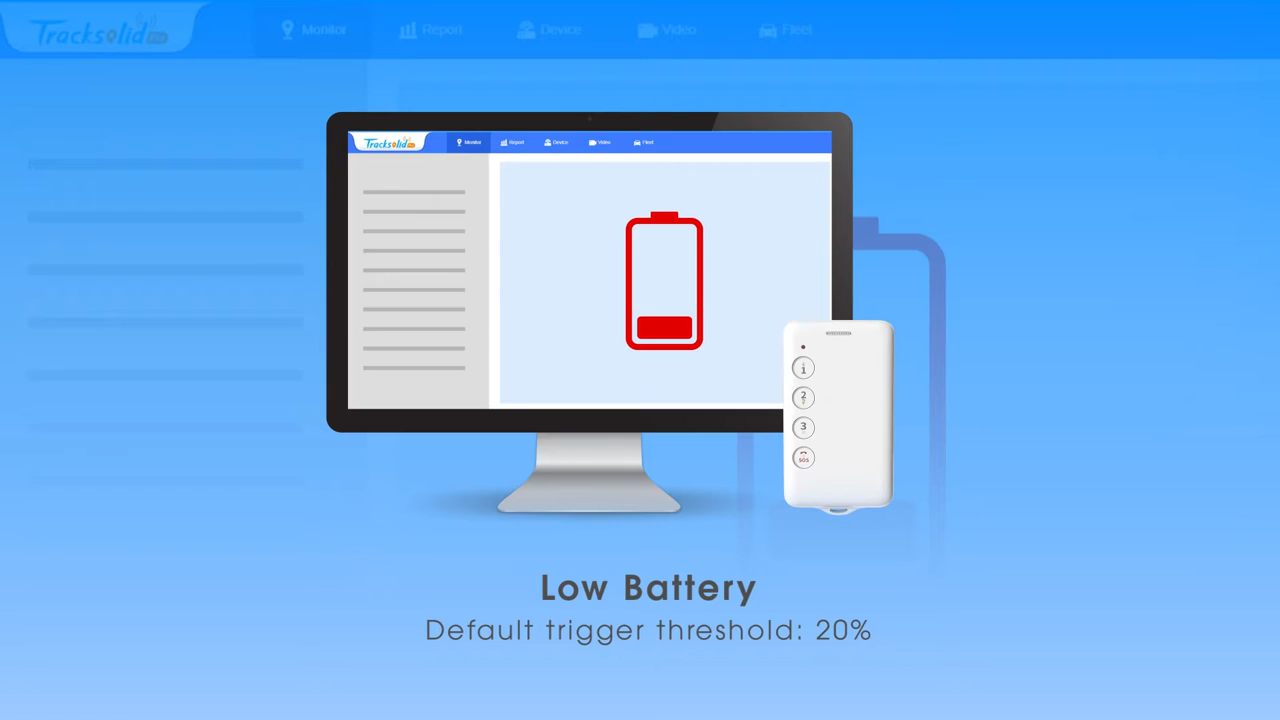 Tracksolid Pro
Monitor
Report
Device
Video
Fleet
Tracksolid
Monitor
Report
Device
Video
Fleet
1
2
3
SOS
Low Battery
Default trigger threshold: 20%